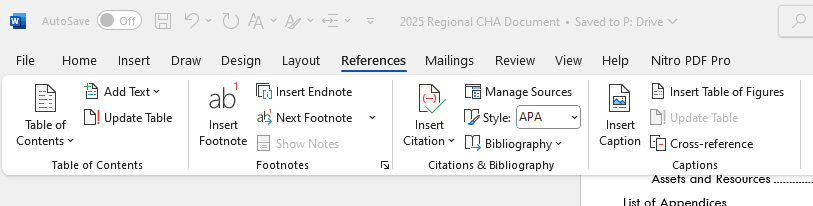 AutoSave Off 2025 Regional CHA Document • Saved to P: Drive
File Home Insert Draw Design Layout References Mailings Review View Help Nitro PDF Pro
Table of Contents
Add Text
Update Table
Table of Contents
ab1
Insert Footnote
Insert Endnote
Next Footnote
Show Notes
Footnotes
Insert Citation
Manage Sources
Style: APA
Bibliography
Citations & Bibliography
Insert Caption
Insert Table of Figures
Update Table
Cross-reference
Captions
Assets and Resources
List of Appendices